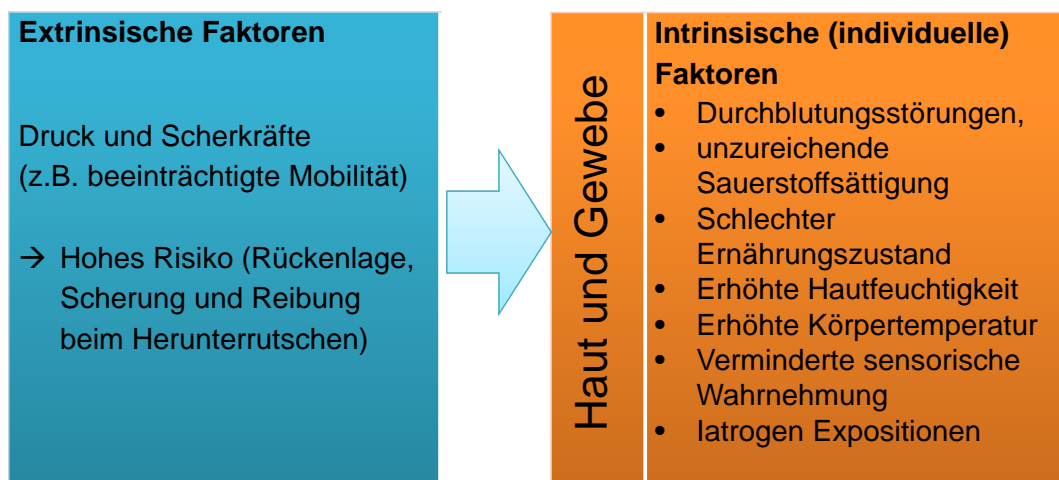 Extrinsische Faktoren
Druck und Scherkräfte
(z.B. beeinträchtigte Mobilität)
→ Hohes Risiko (Rückenlage,
Scherung und Reibung
beim Herunterrutschen)
Haut und Gewebe
Intrinsische (individuelle)
Faktoren
• Durchblutungsstörungen,
• unzureichende
Sauerstoffsättigung
• Schlechter
Ernährungszustand
• Erhöhte Hautfeuchtigkeit
• Erhöhte Körpertemperatur
• Verminderte sensorische
Wahrnehmung
• Iatrogen Expositionen